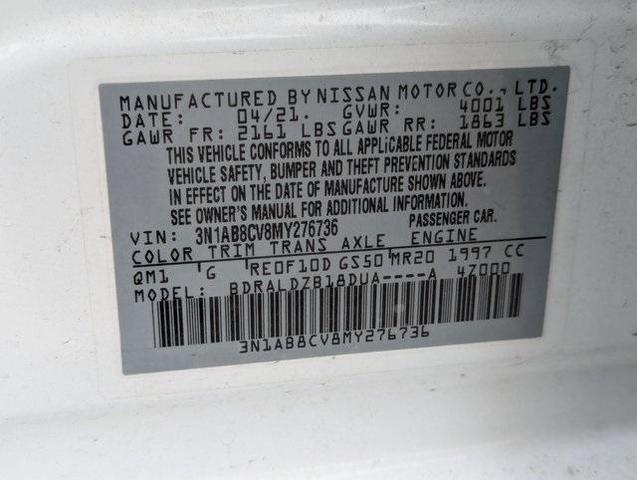 MANUFACTURED BY NISSAN MOTOR CO., LTD.
DATE: 04/21. GVWR: 4001 LBS
GAWR FR: 2161 LBS GAWR RR: 1863 LBS
THIS VEHICLE CONFORMS TO ALL APPLiCABLE FEDERAL MOTOR
VEHICLE SAFETY, BUMPER AND THEFT PREVENTION STANDARDS
IN EFFECT ON THE DATE OF MANUFACTURE SHOWN ABOVE.
SEE OWNER'S MANUAL FOR ADDITIONAL INFORMATION
VIN: 3N1AB8CV8MY276736 PASSENGER CAR.
COLOR TRIM TRANS AXLE ENGINE
QM1 G RE0F10D GS50 MR20 1997 CC
MODEL: BDRALDZB18DUA----A 4Z000
3N1AB8CV8MY276736